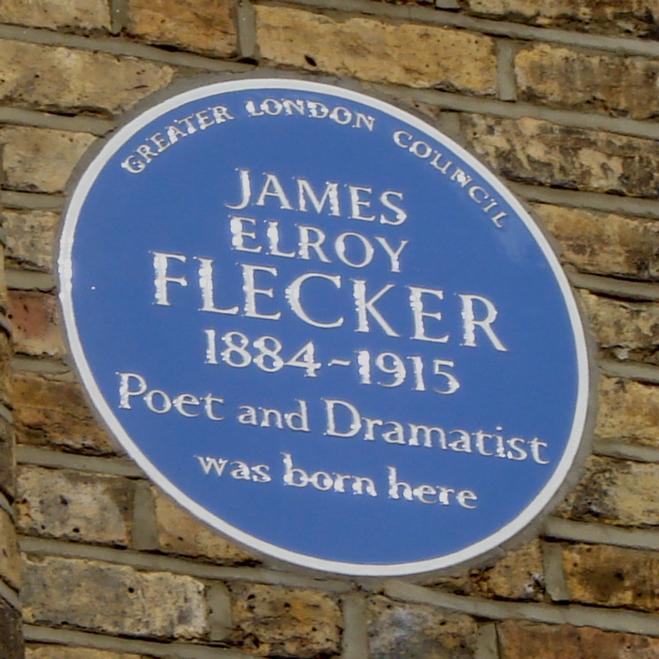 GREATER LONDON COUNCIL
JAMES
ELROY
FLECKER
1884-1915
Poet and Dramatist
was born here